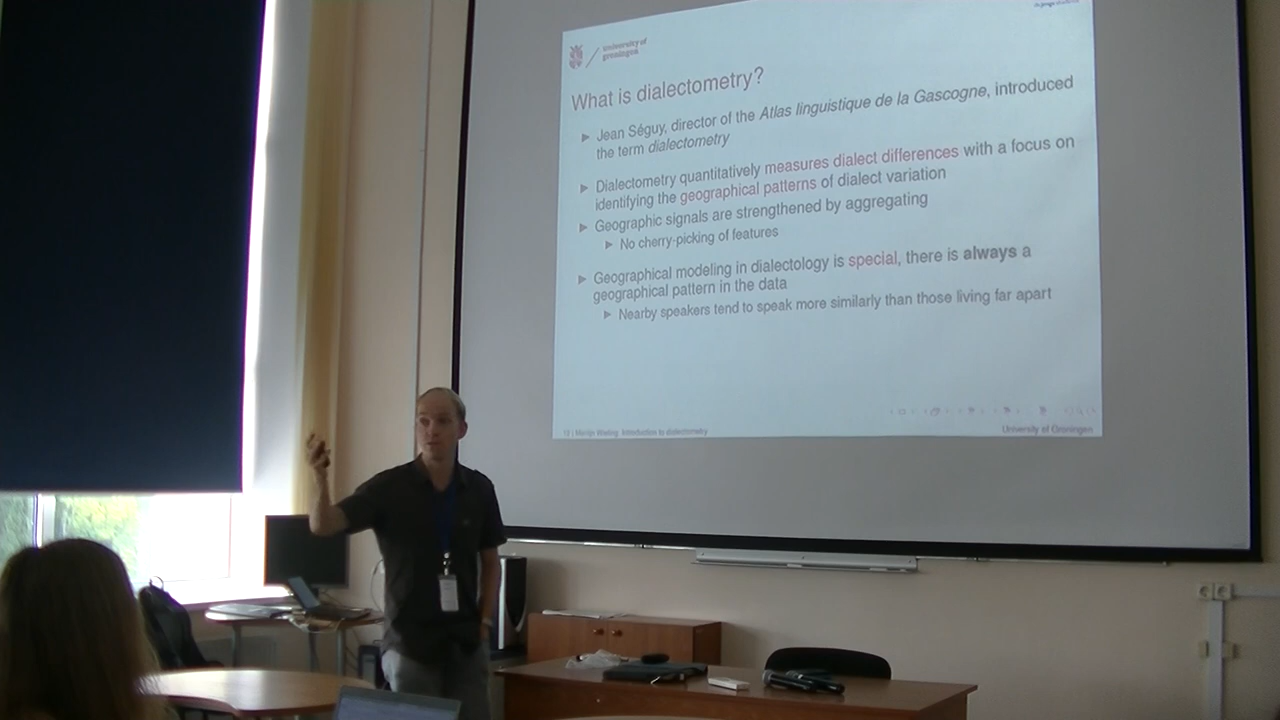 university of
groningen
What is dialectometry?
Jean Séguy, director of the Atlas linguistique de la Gascogne, introduced
the term dialectometry
Dialectometry quantitatively measures dialect differences with a focus on
identifying the geographical patterns of dialect variation
Geographic signals are strengthened by aggregating
No cherry-picking of features
Geographical modeling in dialectology is special, there is always a
geographical pattern in the data
Nearby speakers tend to speak more similarly than those living far apart
Martijn Wieling Introduction to dialectometry
University of Groningen